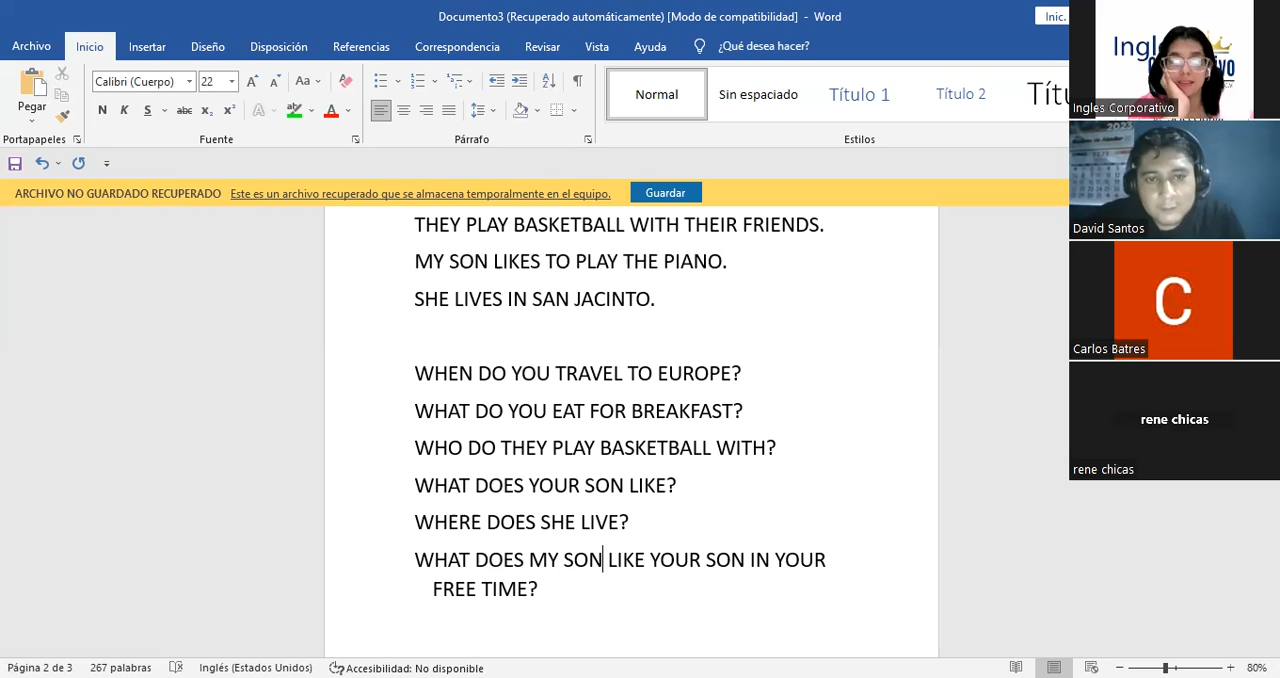 Documento3 (Recuperado automáticamente) [Modo de compatibilidad] - Word
Inic.
Archivo Inicio Insertar Diseño Disposición Referencias Correspondencia Revisar Vista Ayuda ¿Qué desea hacer?
Pegar
Calibri (Cuerpo) 22
Normal Sin espaciado Título 1 Título 2
Portapapeles Fuente Párrafo Estilos
ARCHIVO NO GUARDADO RECUPERADO Este es un archivo recuperado que se almacena temporalmente en el equipo. Guardar
THEY PLAY BASKETBALL WITH THEIR FRIENDS.
MY SON LIKES TO PLAY THE PIANO.
SHE LIVES IN SAN JACINTO.
WHEN DO YOU TRAVEL TO EUROPE?
WHAT DO YOU EAT FOR BREAKFAST?
WHO DO THEY PLAY BASKETBALL WITH?
WHAT DOES YOUR SON LIKE?
WHERE DOES SHE LIVE?
WHAT DOES MY SON LIKE YOUR SON IN YOUR
FREE TIME?
Página 2 de 3 267 palabras Inglés (Estados Unidos) Accesibilidad: No disponible 80%
Ingles Corporativo
2023
David Santos
C
Carlos Batres
rene chicas
rene chicas